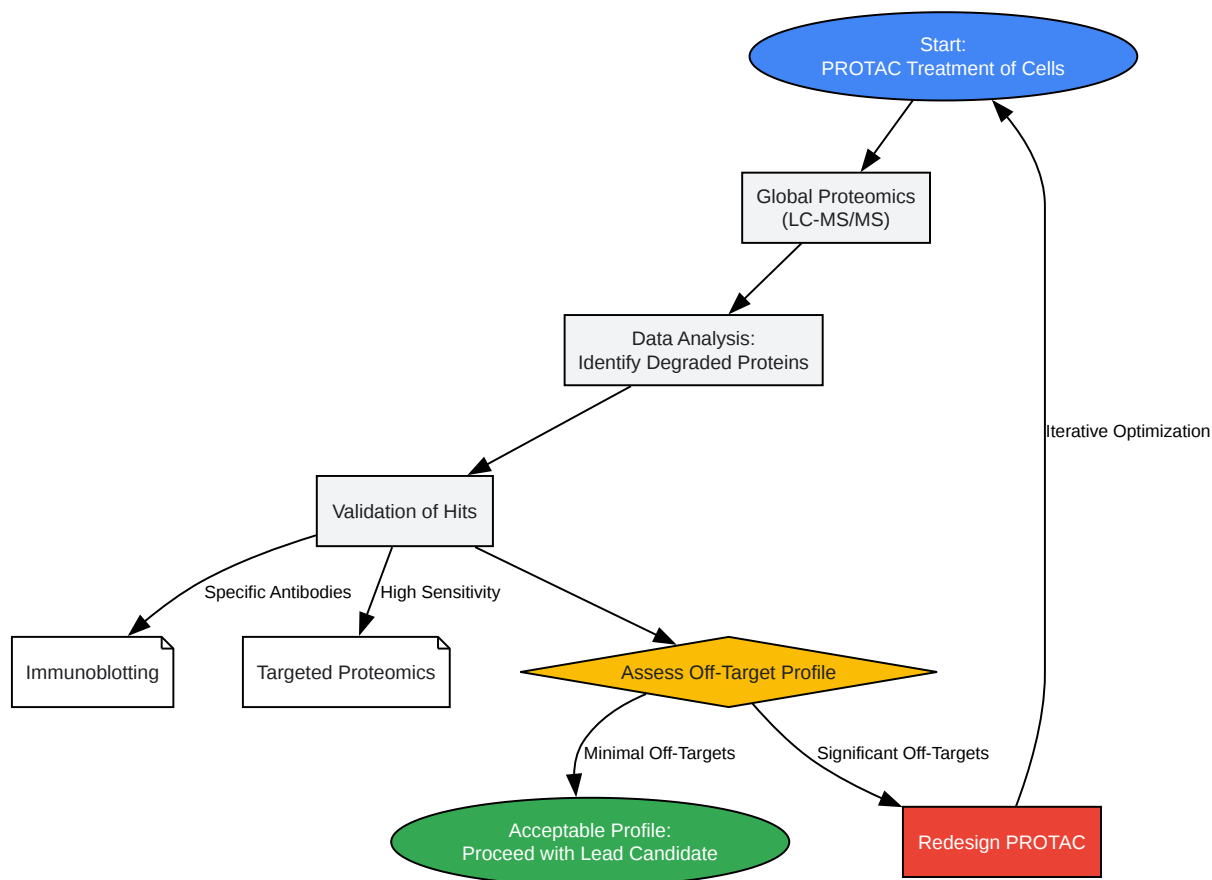 Start:
PROTAC Treatment of Cells
Global Proteomics
(LC-MS/MS)
Data Analysis:
Identify Degraded Proteins
Iterative Optimization
Validation of Hits
Specific Antibodies
High Sensitivity
Immunoblotting
Targeted Proteomics
Assess Off-Target Profile
Minimal Off-Targets
Significant Off-Targets
Acceptable Profile:
Proceed with Lead Candidate
Redesign PROTAC